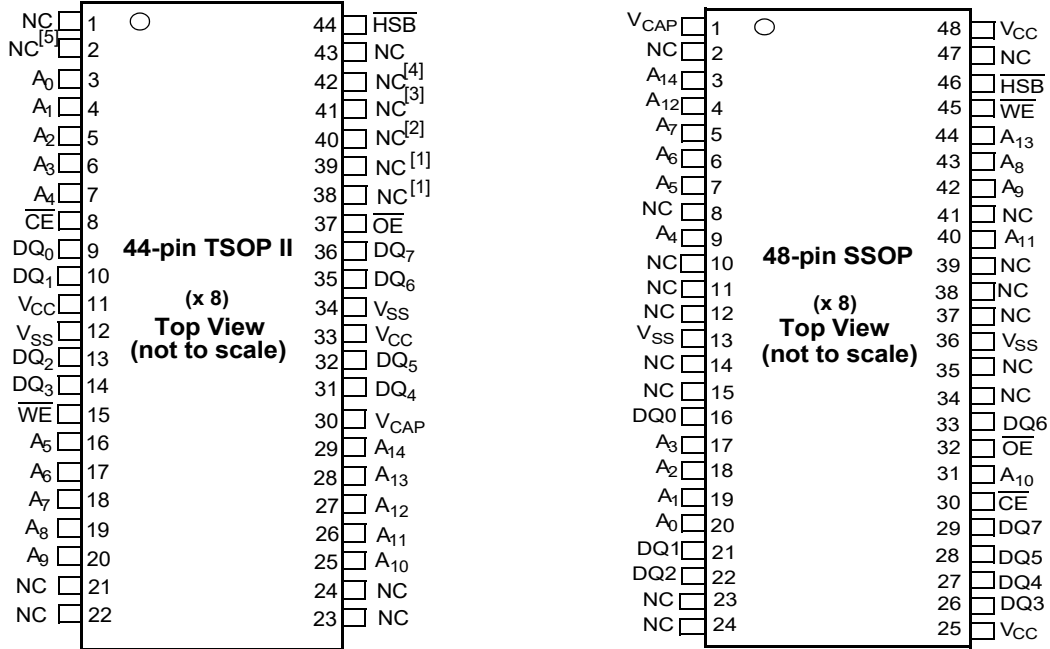 NC 1 44 HSB
NC[5] 2 43 NC
A0 3 42 NC[4]
A1 4 41 NC[3]
A2 5 40 NC[2]
A3 6 39 NC[1]
A4 7 38 NC[1]
CE 8 37 OE
DQ0 9 36 DQ7
DQ1 10 35 DQ6
VCC 11 34 VSS
VSS 12 33 VCC
DQ2 13 32 DQ5
DQ3 14 31 DQ4
WE 15 30 VCAP
A5 16 29 A14
A6 17 28 A13
A7 18 27 A12
A8 19 26 A11
A9 20 25 A10
NC 21 24 NC
NC 22 23 NC
44-pin TSOP II
(x 8)
Top View
(not to scale)
VCAP 1 48 VCC
NC 2 47 NC
A14 3 46 HSB
A12 4 45 WE
A7 5 44 A13
A6 6 43 A8
A5 7 42 A9
NC 8 41 NC
A4 9 40 A11
NC 10 39 NC
NC 11 38 NC
NC 12 37 NC
VSS 13 36 VSS
NC 14 35 NC
NC 15 34 NC
DQ0 16 33 DQ6
A3 17 32 OE
A2 18 31 A10
A1 19 30 CE
A0 20 29 DQ7
DQ1 21 28 DQ5
DQ2 22 27 DQ4
NC 23 26 DQ3
NC 24 25 VCC
48-pin SSOP
(x 8)
Top View
(not to scale)